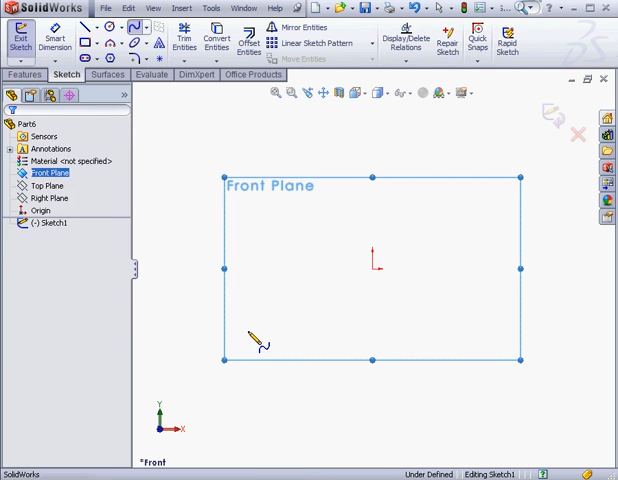 SolidWorks File Edit View Insert Tools Window Help
Exit Sketch
Smart Dimension
Trim Entities
Convert Entities
Offset Entities
Mirror Entities
Linear Sketch Pattern
Move Entities
Display/Delete Relations
Repair Sketch
Quick Snaps
Rapid Sketch
Features Sketch Surfaces Evaluate DimXpert Office Products
Part6
Sensors
Annotations
Material <not specified>
Front Plane
Top Plane
Right Plane
Origin
(-) Sketch1
Front Plane
Y
X
*Front
SolidWorks Under Defined Editing Sketch1